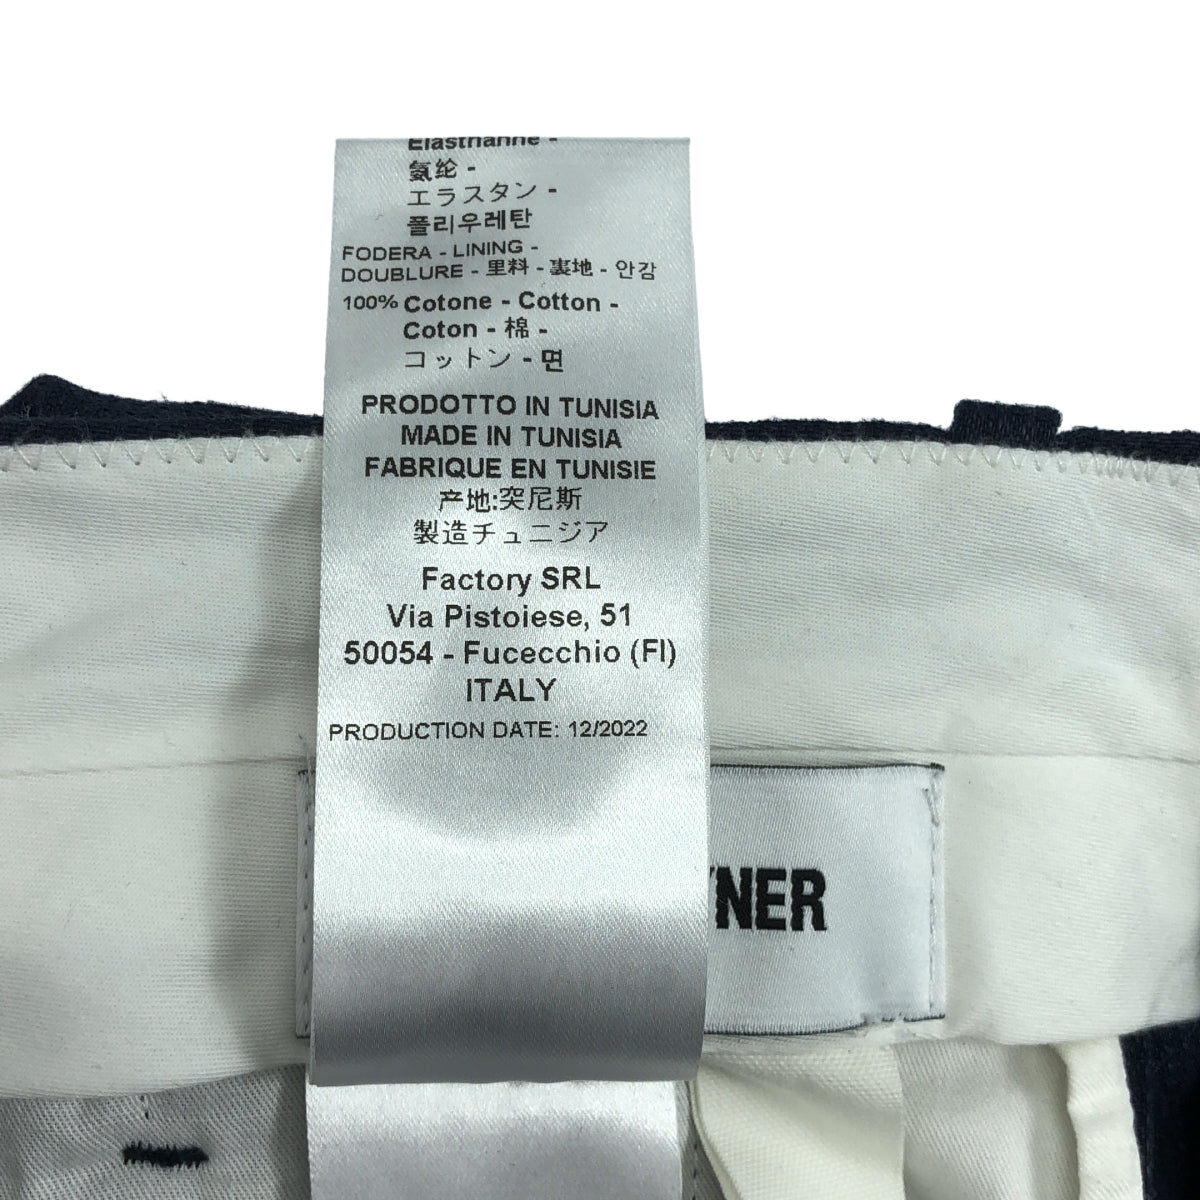 Elasthanne -
氨纶 -
エラスタン -
폴리우레탄
FODERA - LINING -
DOUBLURE - 里料 - 裏地 - 안감
100% Cotone - Cotton -
Coton - 棉 -
コットン - 면
PRODOTTO IN TUNISIA
MADE IN TUNISIA
FABRIQUE EN TUNISIE
产地:突尼斯
製造チュニジア
Factory SRL
Via Pistoiese, 51
50054 - Fucecchio (FI)
ITALY
PRODUCTION DATE: 12/2022